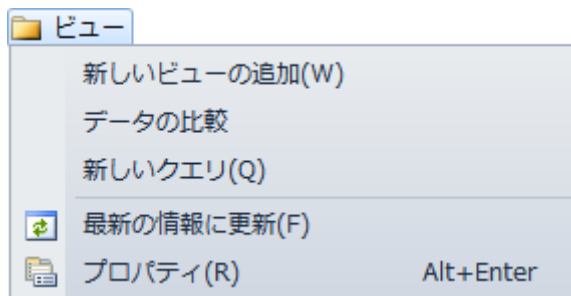 ビュー
新しいビューの追加(W)
データの比較
新しいクエリ(Q)
最新の情報に更新(F)
プロパティ(R) Alt+Enter